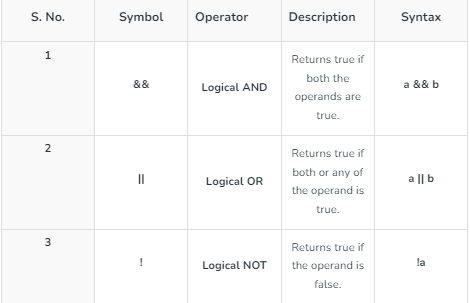 S. No. Symbol Operator Description Syntax
1 && Logical AND Returns true if
both the
operands are
true. a && b
2 || Logical OR Returns true if
both or any of
the operand is
true. a || b
3 ! Logical NOT Returns true if
the operand is
false. !a